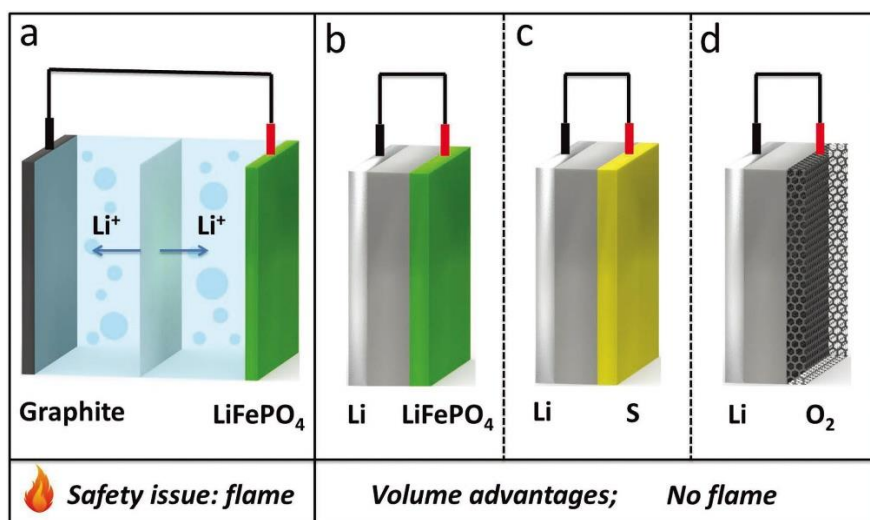 a
b
c
d
Li⁺ Li⁺
Graphite LiFePO₄
Li LiFePO₄
Li S
Li O₂
Safety issue: flame
Volume advantages; No flame